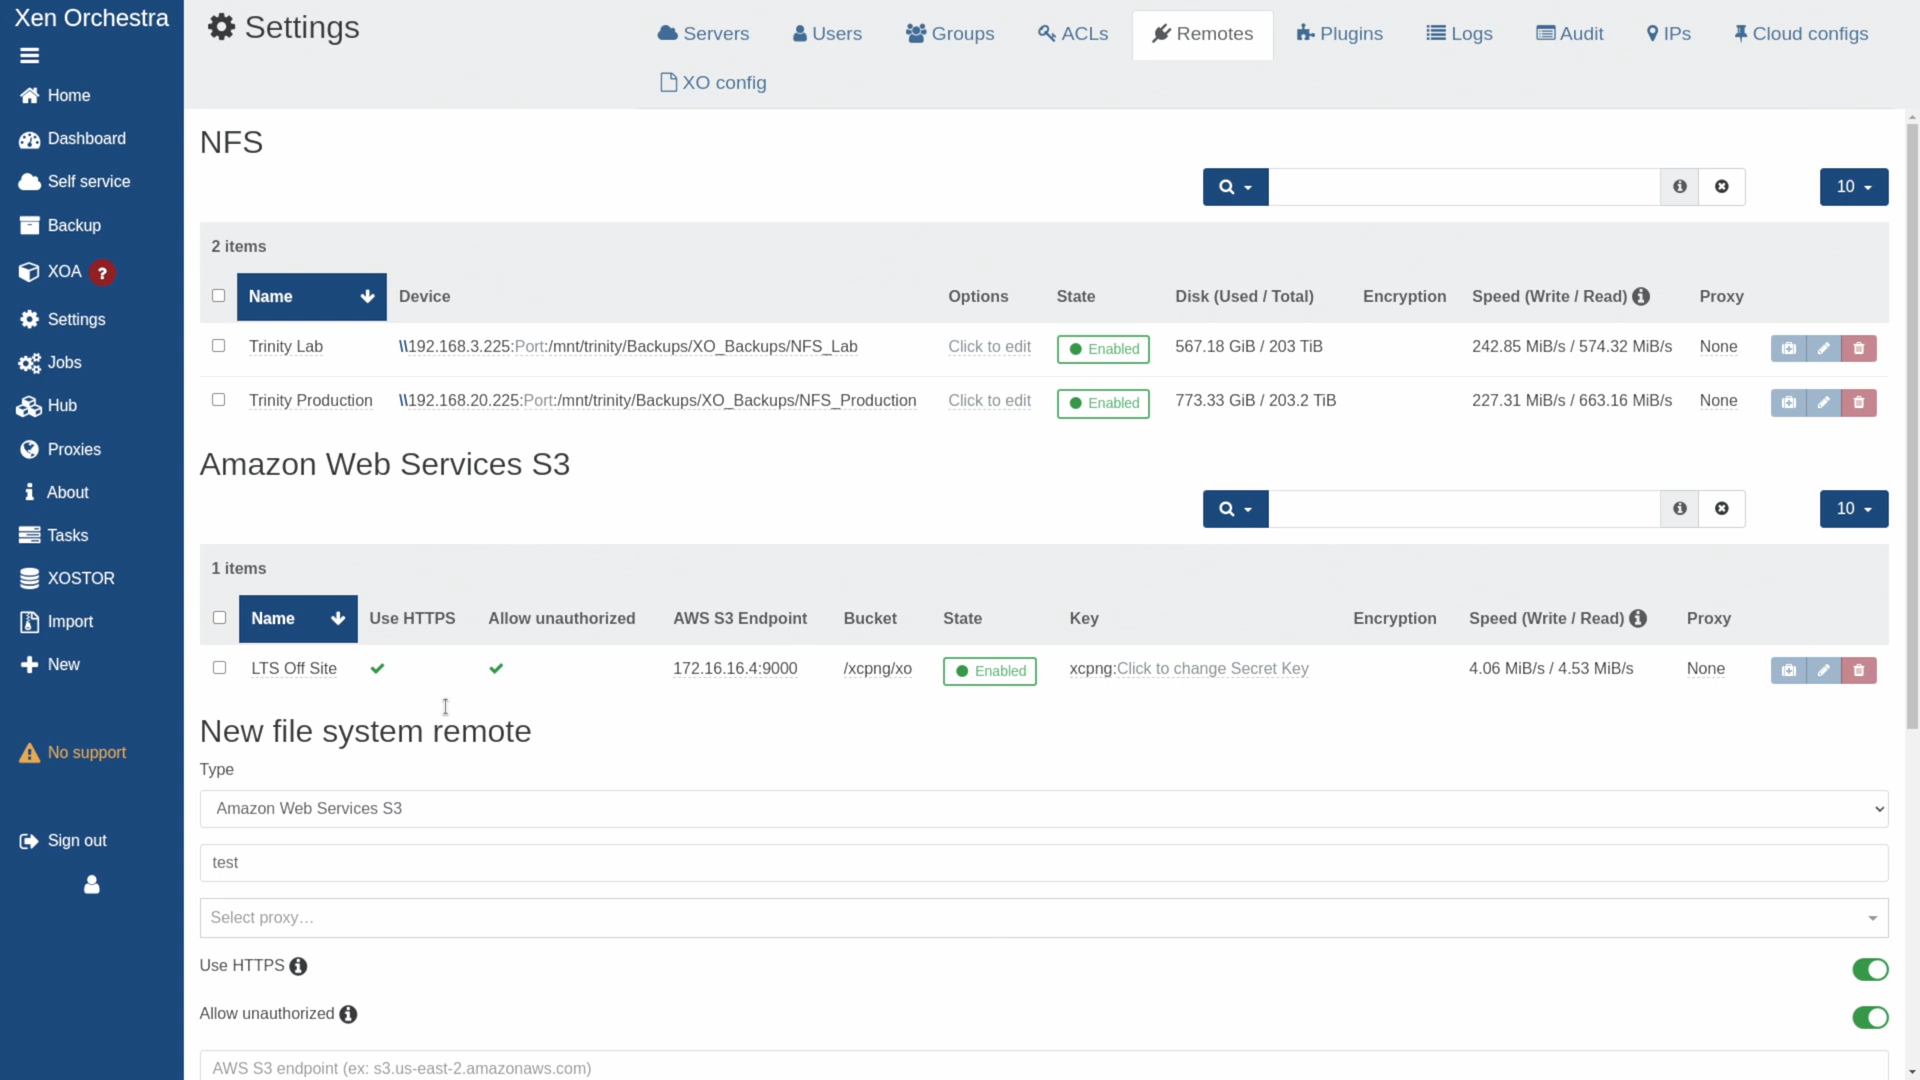 Xen Orchestra
Home
Dashboard
Self service
Backup
XOA ?
Settings
Jobs
Hub
Proxies
About
Tasks
XOSTOR
Import
New
No support
Sign out
Settings
Servers Users Groups ACLs Remotes Plugins Logs Audit IPs Cloud configs
XO config
NFS
10
2 items
Name Device Options State Disk (Used / Total) Encryption Speed (Write / Read) Proxy
Trinity Lab \\192.168.3.225:Port:/mnt/trinity/Backups/XO_Backups/NFS_Lab Click to edit Enabled 567.18 GiB / 203 TiB 242.85 MiB/s / 574.32 MiB/s None
Trinity Production \\192.168.20.225:Port:/mnt/trinity/Backups/XO_Backups/NFS_Production Click to edit Enabled 773.33 GiB / 203.2 TiB 227.31 MiB/s / 663.16 MiB/s None
Amazon Web Services S3
10
1 items
Name Use HTTPS Allow unauthorized AWS S3 Endpoint Bucket State Key Encryption Speed (Write / Read) Proxy
LTS Off Site 172.16.16.4:9000 /xcpng/xo Enabled xcpng:Click to change Secret Key 4.06 MiB/s / 4.53 MiB/s None
New file system remote
Type
Amazon Web Services S3
test
Select proxy...
Use HTTPS
Allow unauthorized
AWS S3 endpoint (ex: s3.us-east-2.amazonaws.com)